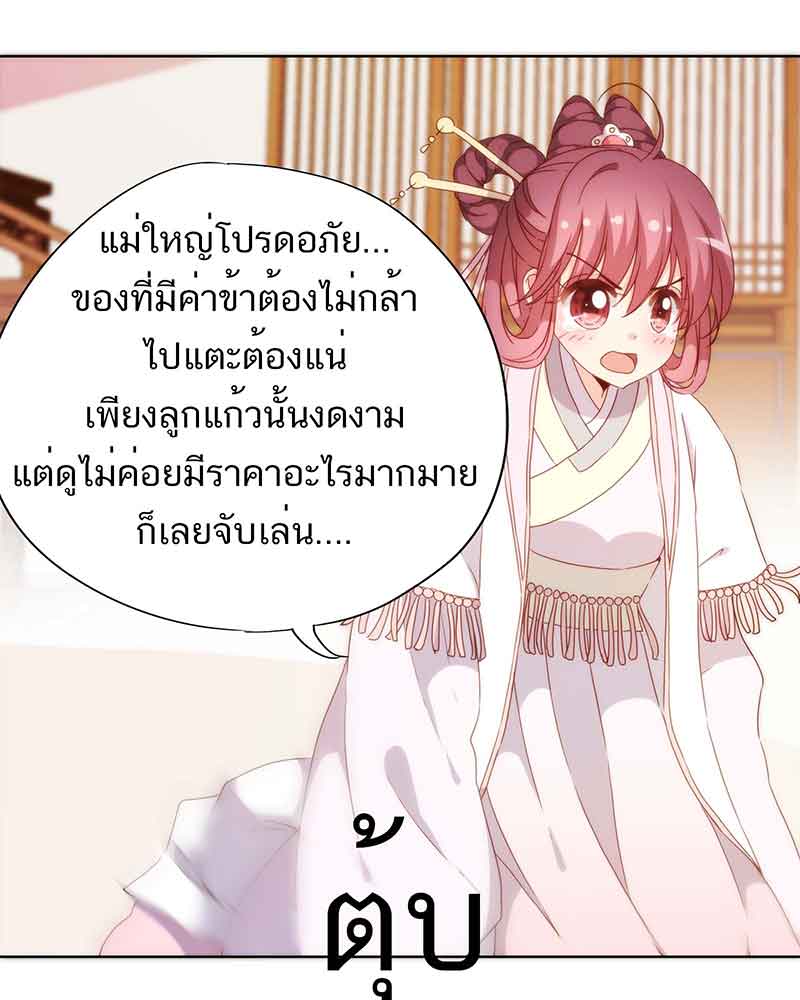 แม่ใหญ่โปรดอภัย...
ของที่มีค่าข้าต้องไม่กล้า
ไปแตะต้องแน่
เพียงลูกแก้วนั้นงดงาม
แต่ดูไม่ค่อยมีราคาอะไรมากมาย
ก็เลยจับเล่น....
ตุ้บ